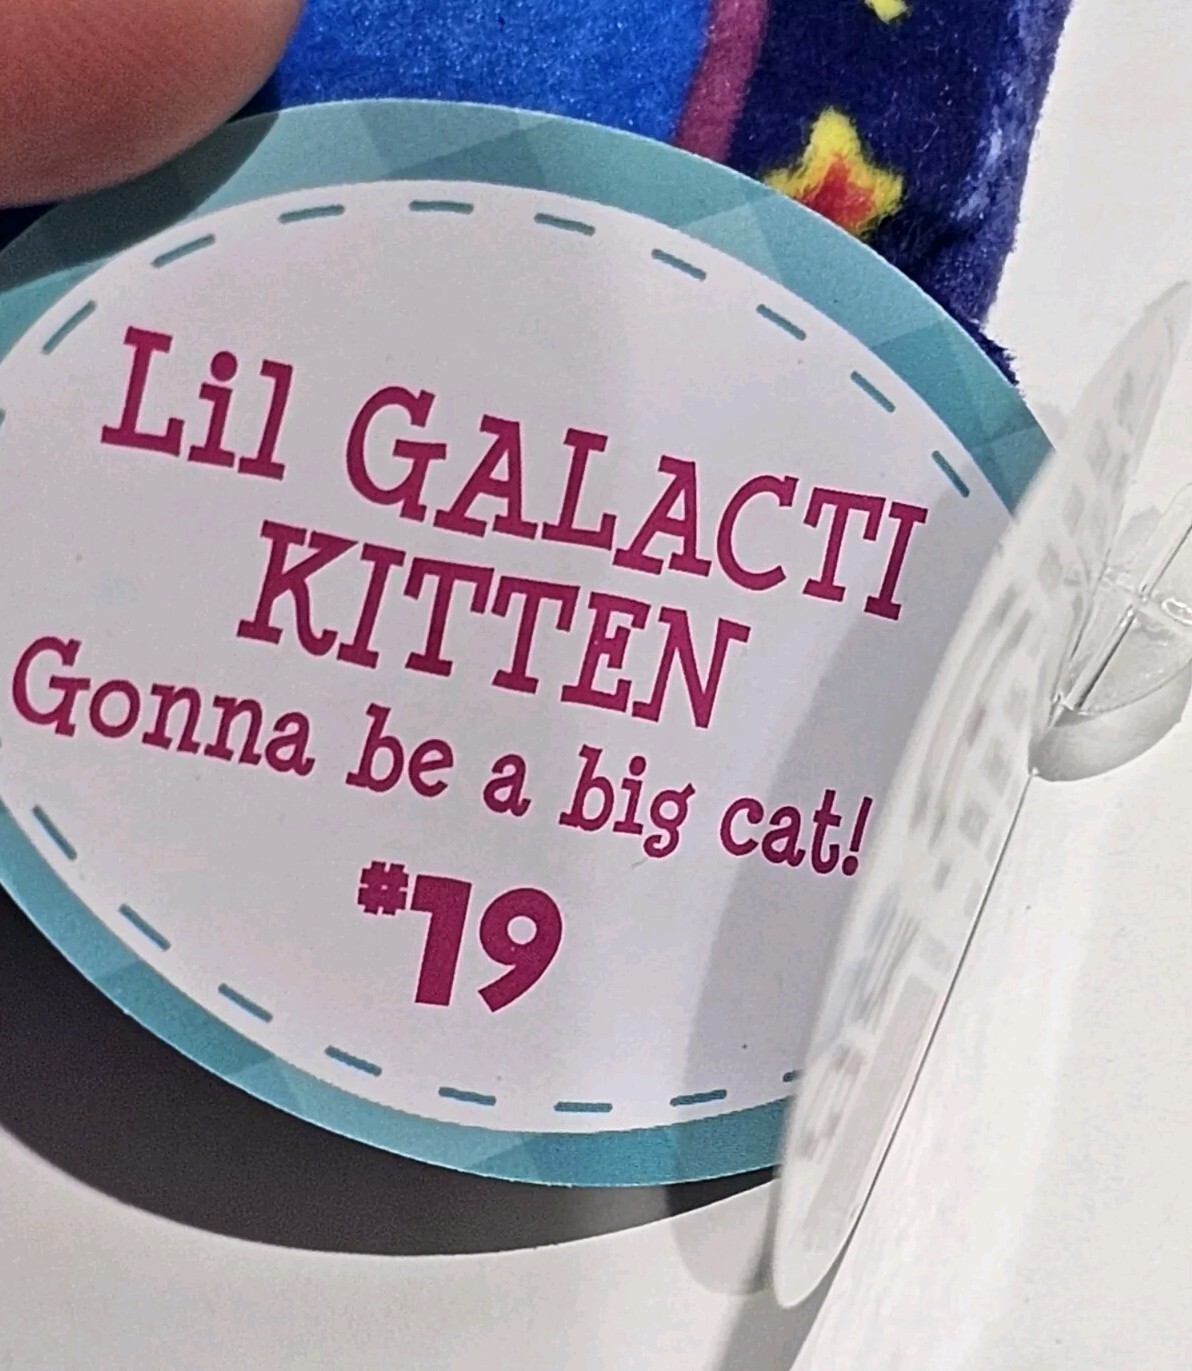 Lil GALACTI
KITTEN
Gonna be a big cat!
#19